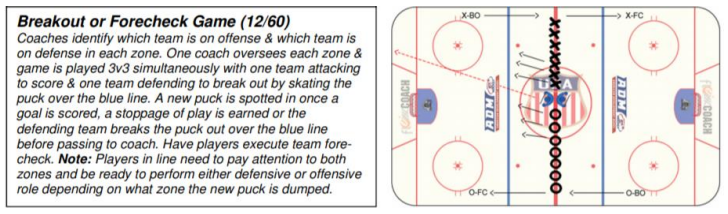 Breakout or Forecheck Game (12/60)
Coaches identify which team is on offense & which team is
on defense in each zone. One coach oversees each zone &
game is played 3v3 simultaneously with one team attacking
to score & one team defending to break out by skating the
puck over the blue line. A new puck is spotted in once a
goal is scored, a stoppage of play is earned or the
defending team breaks the puck out over the blue line
before passing to coach. Have players execute team fore-
check. Note: Players in line need to pay attention to both
zones and be ready to perform either defensive or offensive
role depending on what zone the new puck is dumped.
X-BO
X-FC
COACH
RDM
U A
RDM
COACH
O-FC
O-BO